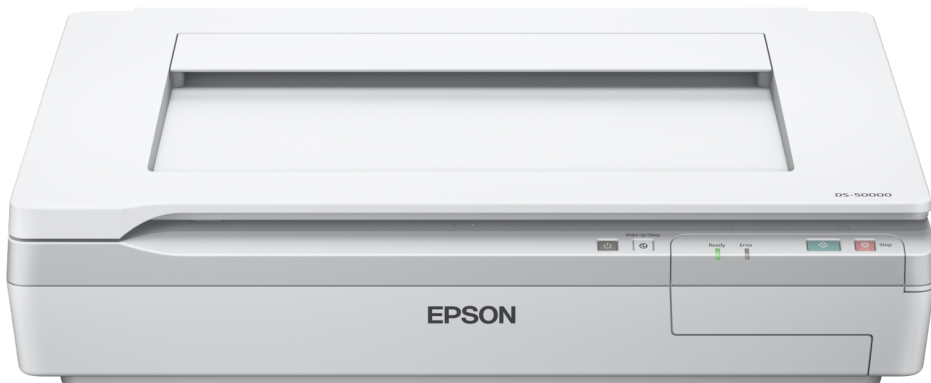 DS-50000
Wake Up/Sleep
Ready Error
Stop
EPSON